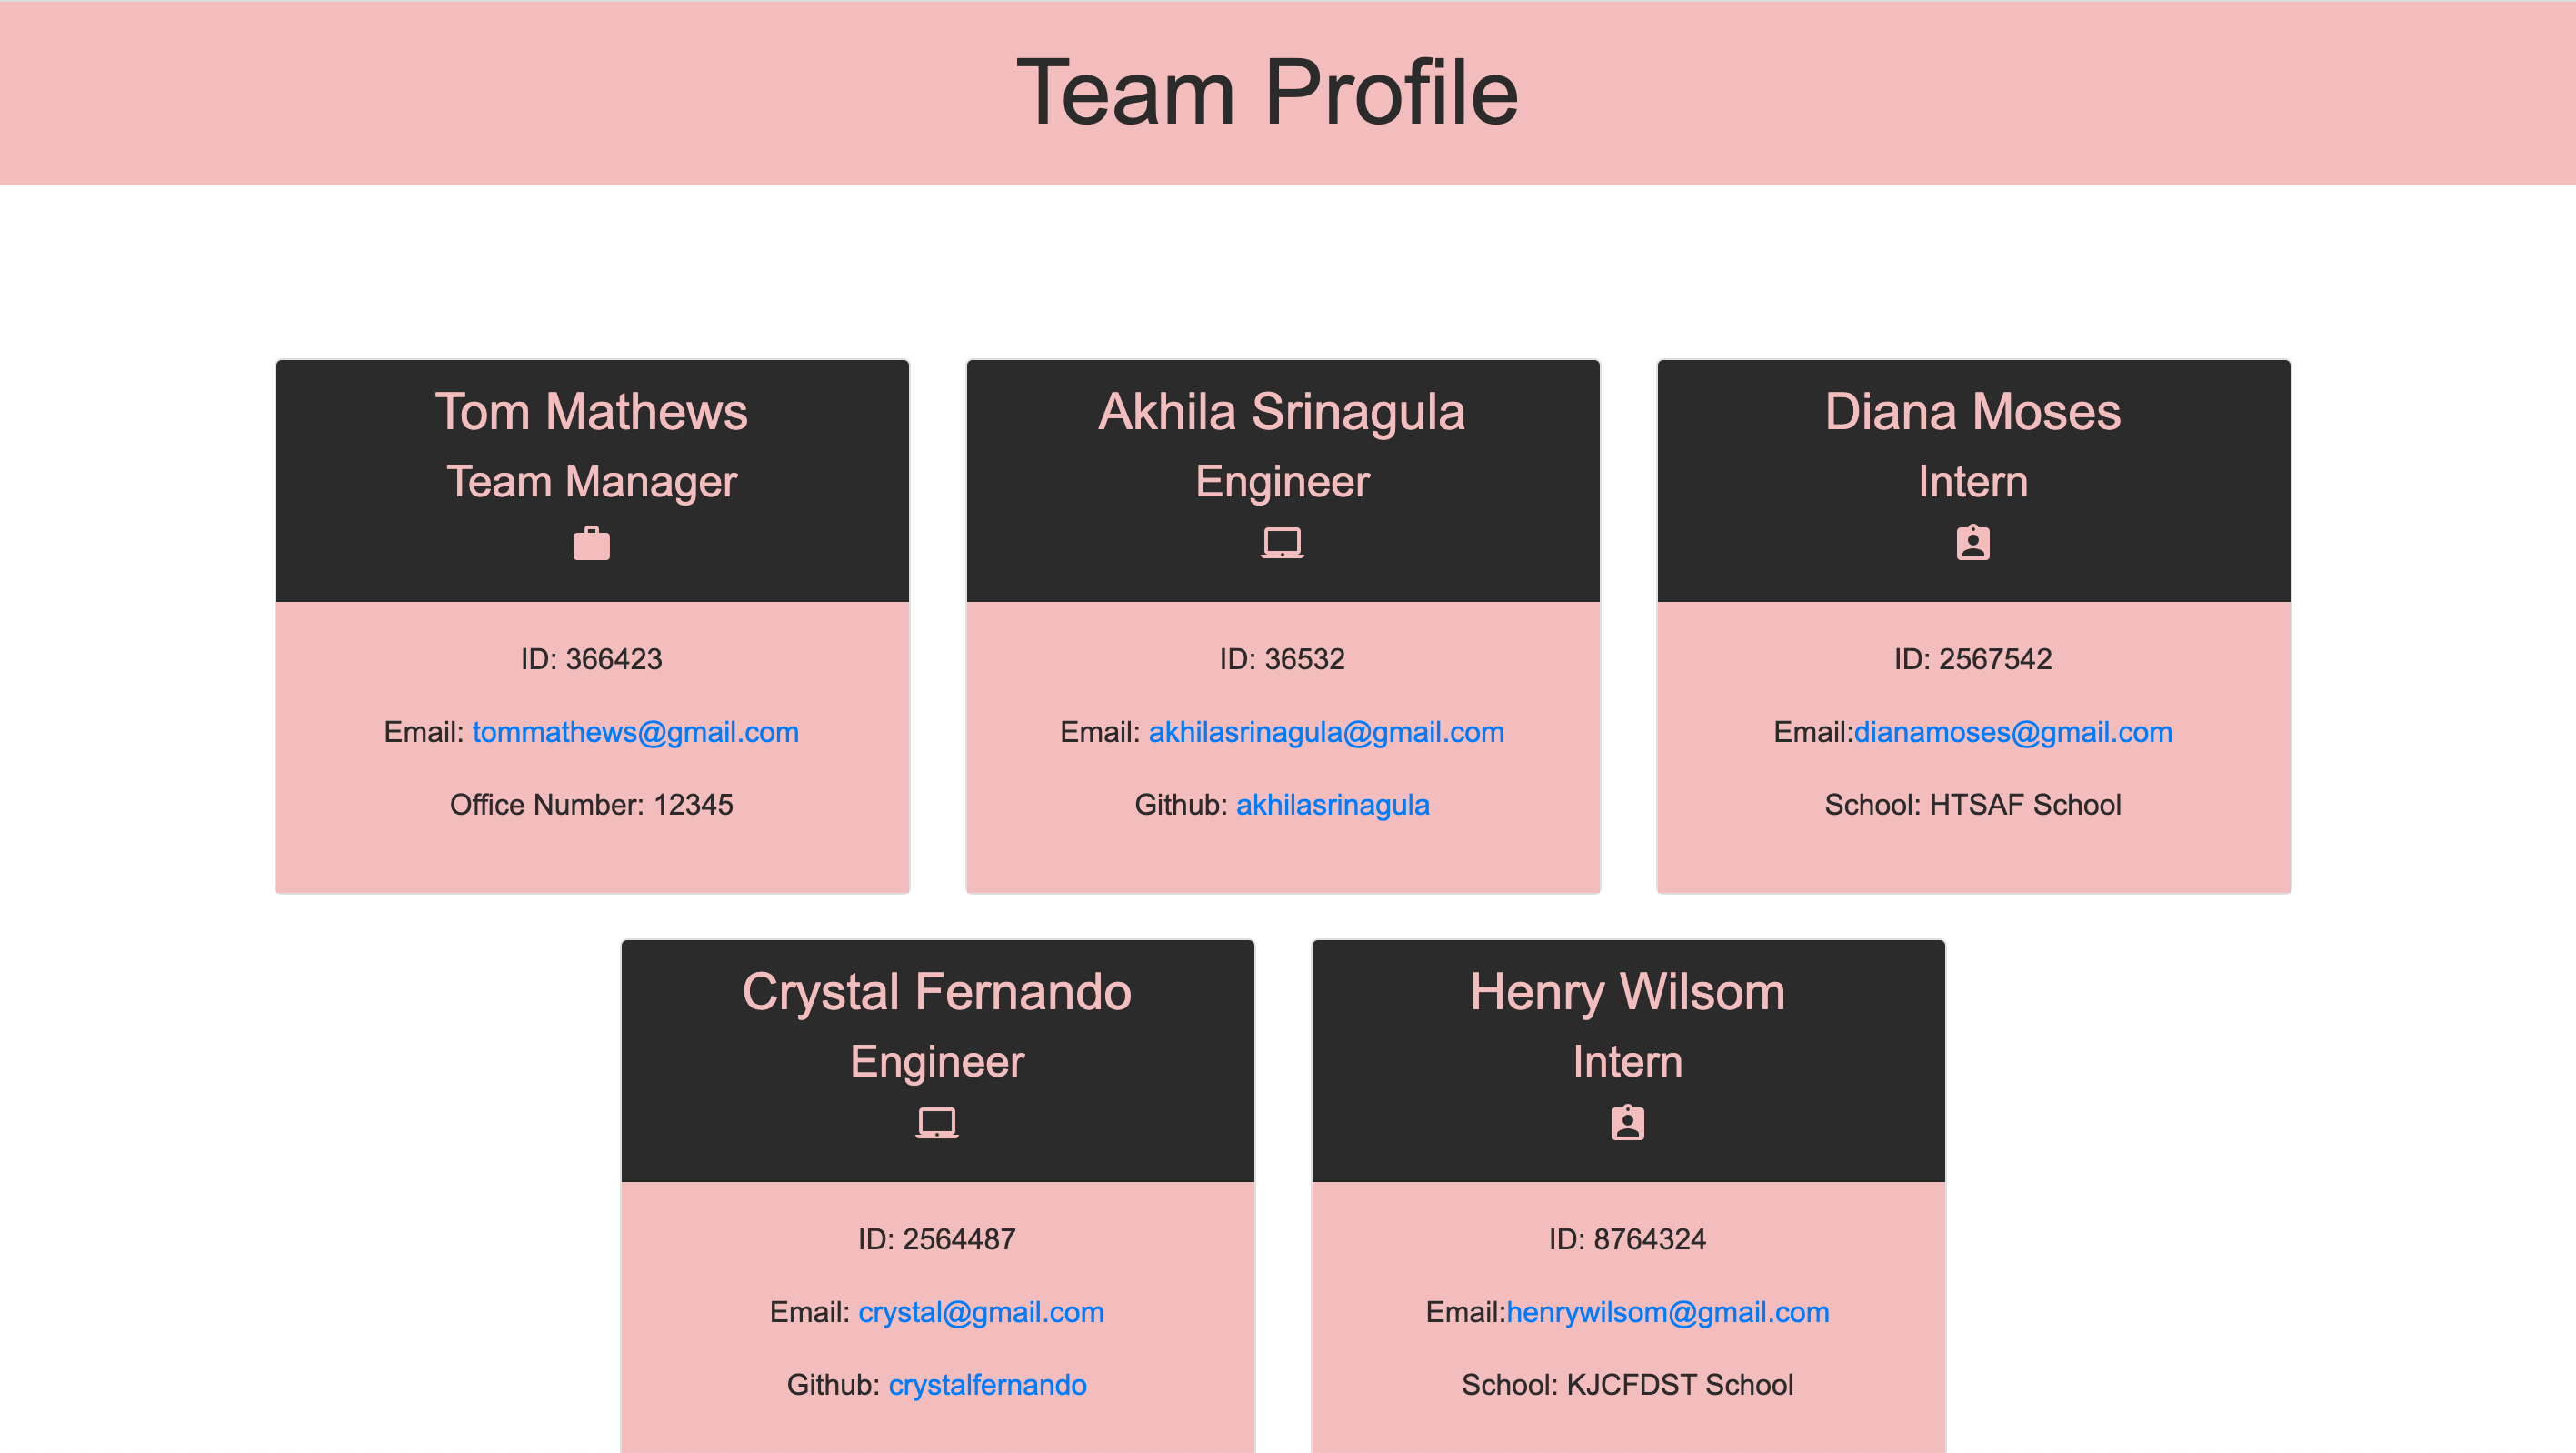 Team Profile
Tom Mathews
Team Manager
ID: 366423
Email: tommathews@gmail.com
Office Number: 12345
Akhila Srinagula
Engineer
ID: 36532
Email: akhilasrinagula@gmail.com
Github: akhilasrinagula
Diana Moses
Intern
ID: 2567542
Email:dianamoses@gmail.com
School: HTSAF School
Crystal Fernando
Engineer
ID: 2564487
Email: crystal@gmail.com
Github: crystalfernando
Henry Wilsom
Intern
ID: 8764324
Email:henrywilsom@gmail.com
School: KJCFDST School